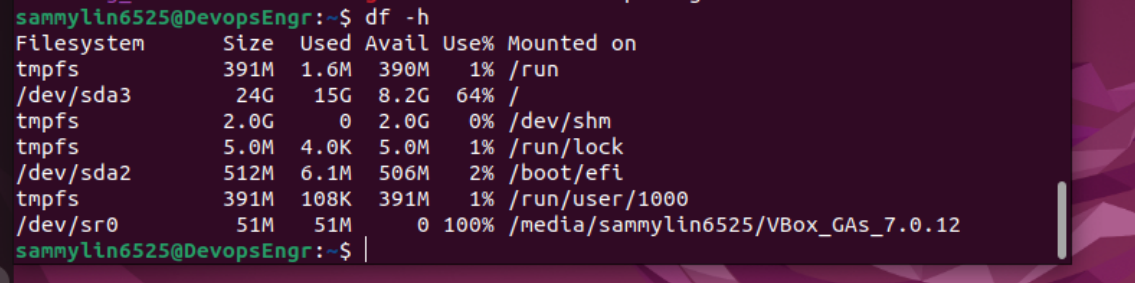 sammylin6525@DevopsEngr:~$ df -h
Filesystem      Size  Used Avail Use% Mounted on
tmpfs           391M  1.6M  390M   1% /run
/dev/sda3        24G   15G  8.2G  64% /
tmpfs           2.0G     0  2.0G   0% /dev/shm
tmpfs           5.0M  4.0K  5.0M   1% /run/lock
/dev/sda2       512M  6.1M  506M   2% /boot/efi
tmpfs           391M  108K  391M   1% /run/user/1000
/dev/sr0         51M   51M     0 100% /media/sammylin6525/VBox_GAs_7.0.12
sammylin6525@DevopsEngr:~$